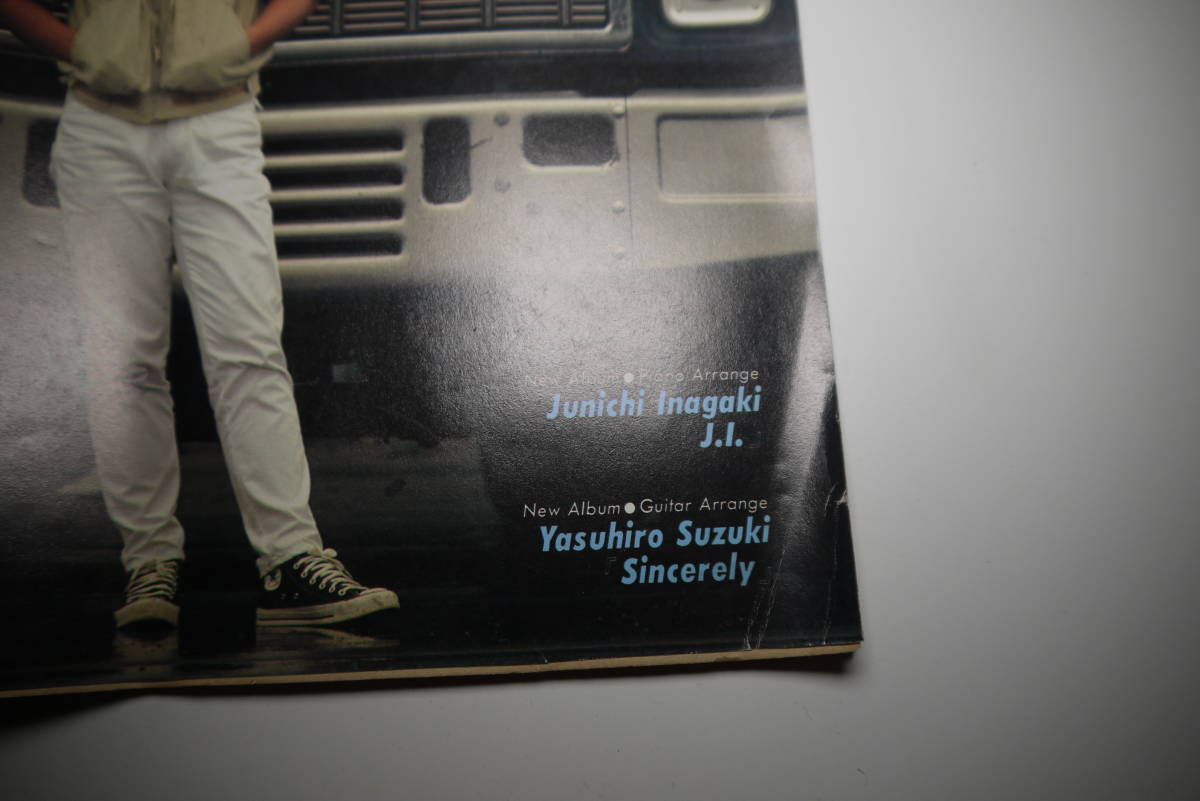 New Album●Piano Arrange
Junichi Inagaki
J.I.
New Album●Guitar Arrange
Yasuhiro Suzuki
Sincerely